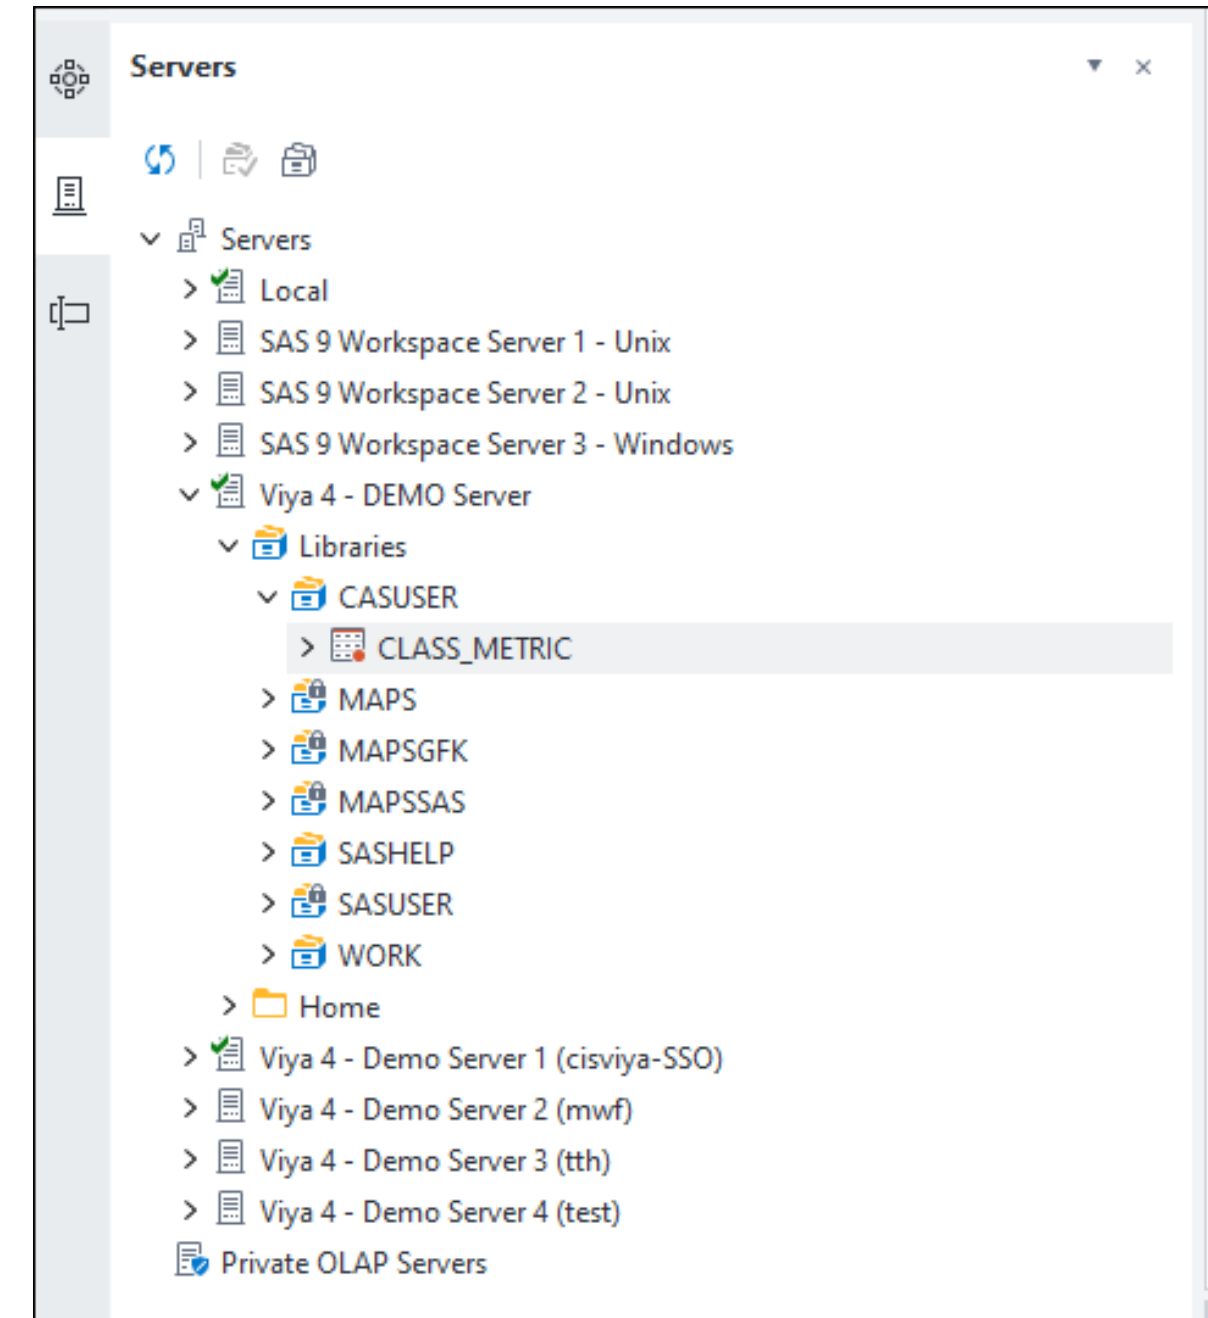 Servers
Servers
Local
SAS 9 Workspace Server 1 - Unix
SAS 9 Workspace Server 2 - Unix
SAS 9 Workspace Server 3 - Windows
Viya 4 - DEMO Server
Libraries
CASUSER
CLASS_METRIC
MAPS
MAPSGFK
MAPSSAS
SASHELP
SASUSER
WORK
Home
Viya 4 - Demo Server 1 (cisviya-SSO)
Viya 4 - Demo Server 2 (mwf)
Viya 4 - Demo Server 3 (tth)
Viya 4 - Demo Server 4 (test)
Private OLAP Servers